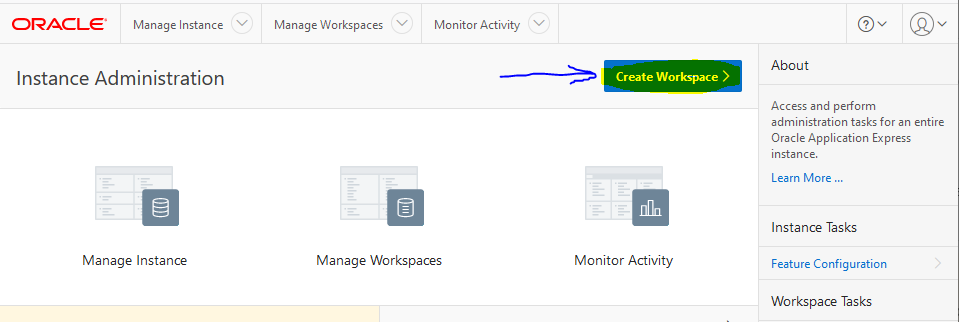 ORACLE
Manage Instance
Manage Workspaces
Monitor Activity
?
Instance Administration
Create Workspace
Manage Instance
Manage Workspaces
Monitor Activity
About
Access and perform
administration tasks for an entire
Oracle Application Express
instance.
Learn More ...
Instance Tasks
Feature Configuration
Workspace Tasks